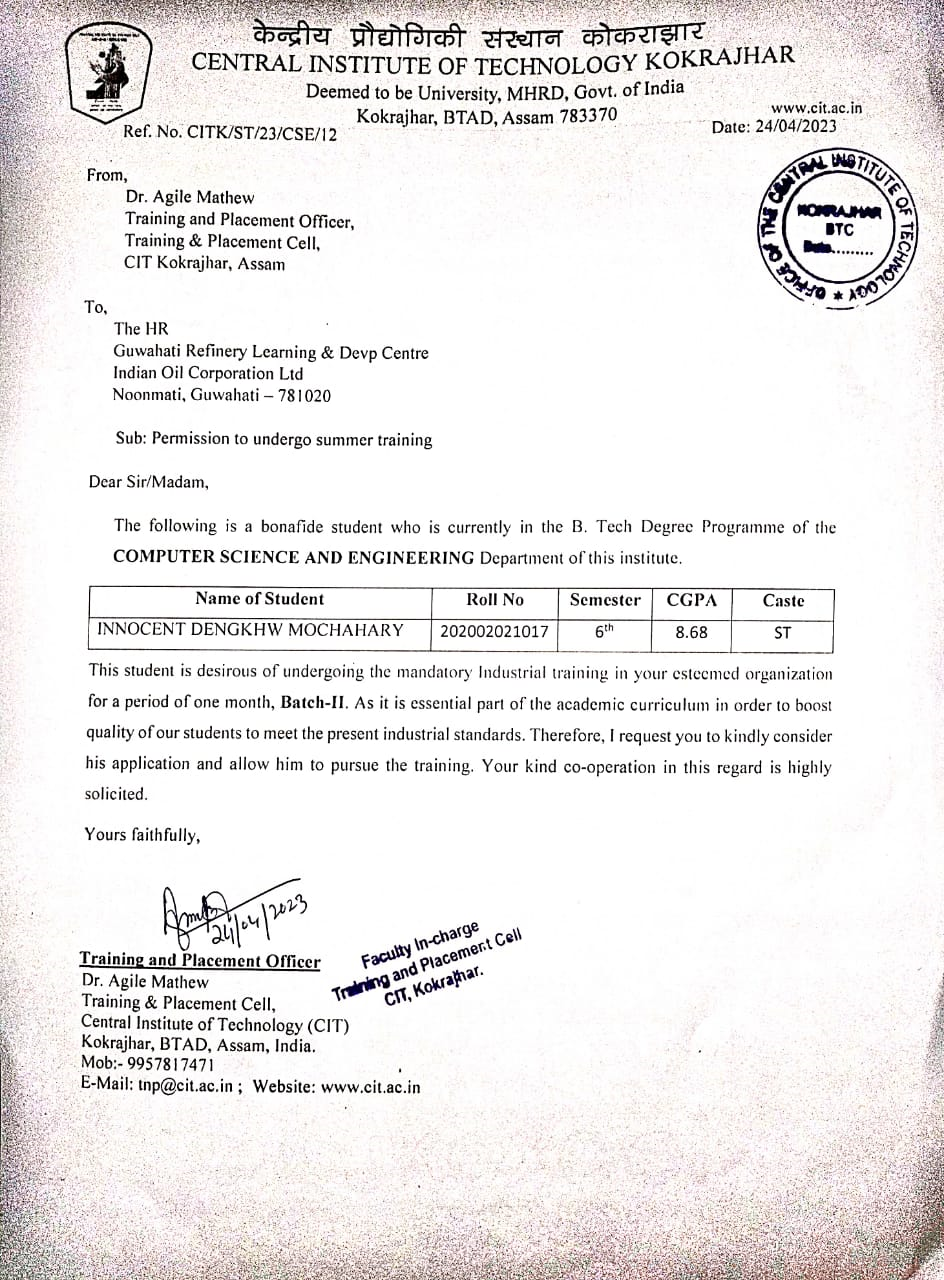 केन्द्रीय प्रौद्योगिकी संस्थान कोकराझार
CENTRAL INSTITUTE OF TECHNOLOGY KOKRAJHAR
Deemed to be University, MHRD, Govt. of India
Kokrajhar, BTAD, Assam 783370
www.cit.ac.in
Ref. No. CITK/ST/23/CSE/12
Date: 24/04/2023
OFFICE OF THE CENTRAL INSTITUTE OF TECHNOLOGY ★
KOKRAJHAR
BTC
Date..........
From,
Dr. Agile Mathew
Training and Placement Officer,
Training & Placement Cell,
CIT Kokrajhar, Assam
To,
The HR
Guwahati Refinery Learning & Devp Centre
Indian Oil Corporation Ltd
Noonmati, Guwahati – 781020
Sub: Permission to undergo summer training
Dear Sir/Madam,
The following is a bonafide student who is currently in the B. Tech Degree Programme of the
COMPUTER SCIENCE AND ENGINEERING Department of this institute.
Name of Student Roll No Semester CGPA Caste
INNOCENT DENGKHW MOCHAHARY 202002021017 6th 8.68 ST
This student is desirous of undergoing the mandatory Industrial training in your esteemed organization
for a period of one month, Batch-II. As it is essential part of the academic curriculum in order to boost
quality of our students to meet the present industrial standards. Therefore, I request you to kindly consider
his application and allow him to pursue the training. Your kind co-operation in this regard is highly
solicited.
Yours faithfully,
24/04/2023
Training and Placement Officer
Dr. Agile Mathew
Training & Placement Cell,
Central Institute of Technology (CIT)
Kokrajhar, BTAD, Assam, India.
Mob:- 9957817471
E-Mail: tnp@cit.ac.in ; Website: www.cit.ac.in
Faculty In-charge
Training and Placement Cell
CIT, Kokrajhar.